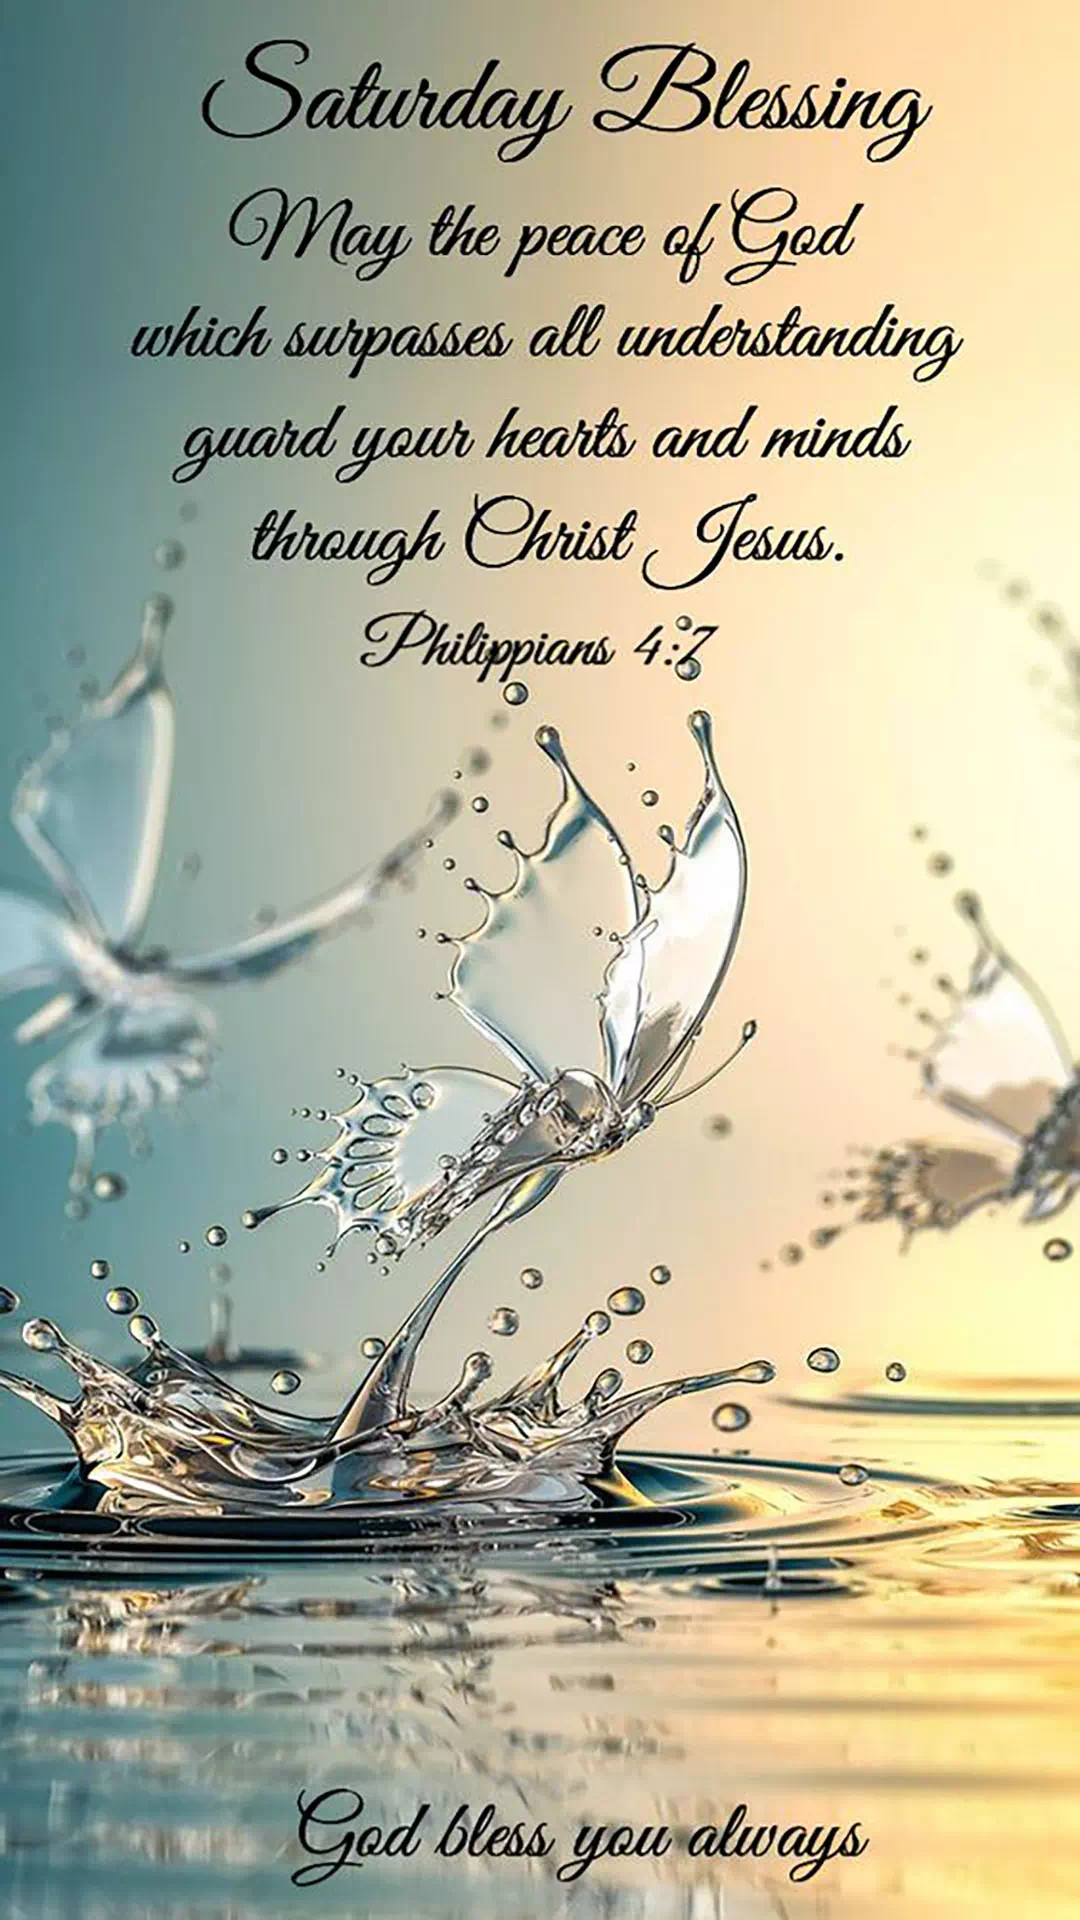 Saturday Blessing
May the peace of God
which surpasses all understanding
guard your hearts and minds
through Christ Jesus.
Philippians 4:7
God bless you always